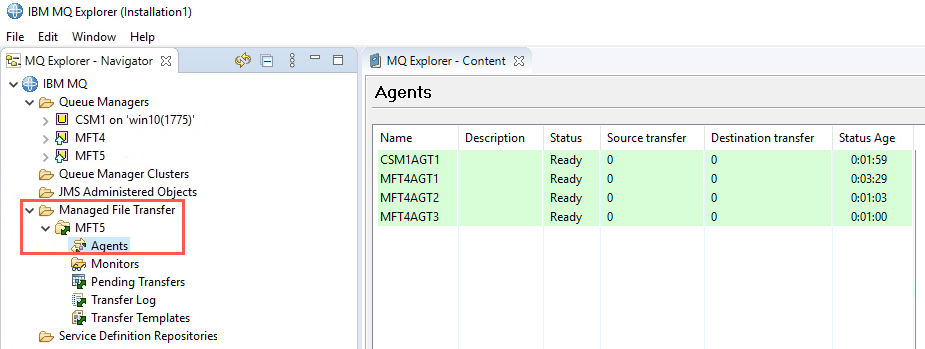 IBM MQ Explorer (Installation1)
File Edit Window Help
MQ Explorer - Navigator
IBM MQ
Queue Managers
CSM1 on 'win10(1775)'
MFT4
MFT5
Queue Manager Clusters
JMS Administered Objects
Managed File Transfer
MFT5
Agents
Monitors
Pending Transfers
Transfer Log
Transfer Templates
Service Definition Repositories
MQ Explorer - Content
Agents
Name Description Status Source transfer Destination transfer Status Age
CSM1AGT1 Ready 0 0 0:01:59
MFT4AGT1 Ready 0 0 0:03:29
MFT4AGT2 Ready 0 0 0:01:03
MFT4AGT3 Ready 0 0 0:01:00